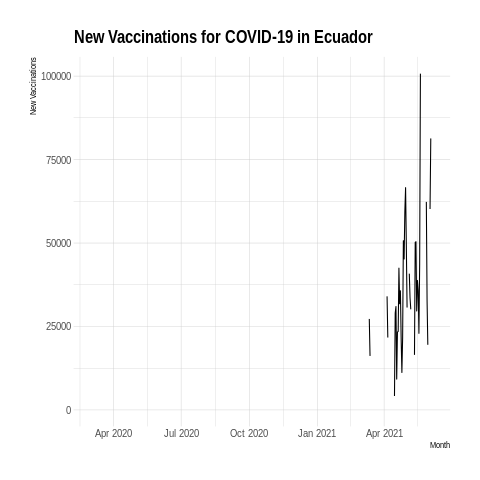 New Vaccinations for COVID-19 in Ecuador
New Vaccinations
100000
75000
50000
25000
0
Apr 2020 Jul 2020 Oct 2020 Jan 2021 Apr 2021
Month